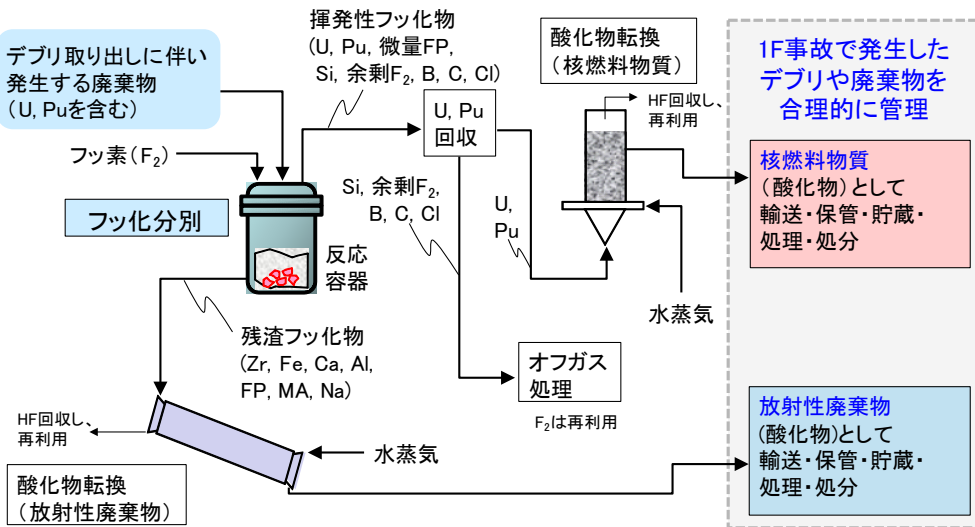 デブリ取り出しに伴い
発生する廃棄物
(U, Puを含む)
フッ素(F₂)
フッ化分別
反応
容器
揮発性フッ化物
(U, Pu, 微量FP,
Si, 余剰F₂, B, C, Cl)
U, Pu
回収
Si, 余剰F₂,
B, C, Cl
U,
Pu
酸化物転換
(核燃料物質)
HF回収し、
再利用
水蒸気
オフガス
処理
F₂は再利用
残渣フッ化物
(Zr, Fe, Ca, Al,
FP, MA, Na)
HF回収し、
再利用
水蒸気
酸化物転換
(放射性廃棄物)
1F事故で発生した
デブリや廃棄物を
合理的に管理
核燃料物質
(酸化物)として
輸送・保管・貯蔵・
処理・処分
放射性廃棄物
(酸化物)として
輸送・保管・貯蔵・
処理・処分